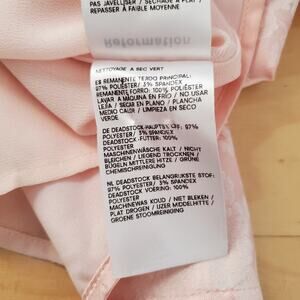 PAS JAVELLISER / SÉCHAGE À PLAT /
REPASSER À FAIBLE MOYENNE
Reformation
NETTOYAGE A SEC VERT
ES REMANENTE TEJIDO PRINCIPAL:
97% POLIÉSTER/ 3% SPANDEX
REMANENTE FORRO: 100% POLIÉSTER
LAVAR A MÁQUINA EN FRÍO / NO USAR
LEJÍA / SECAR EN PLANO / PLANCHA
MEDIO CALOR / LIMPIEZA EN SECO
VERDE
DE DEADSTOCK-HAUPTSTOFF: 97%
POLYESTER/ 3% SPANDEX
DEADSTOCK-FUTTER: 100%
POLYESTER
MASCHINENWÄSCHE KALT / NICHT
BLEICHEN / LIEGEND TROCKNEN /
BÜGELN MITTLERE HITZE / GRÜNE
CHEMISCHREINIGUNG
NL DEADSTOCK BELANGRIJKSTE STOF:
97% POLYESTER/ 3% SPANDEX
DEADSTOCK VOERING: 100%
POLYESTER
MACHINEWAS KOUD / NIET BLEKEN /
PLAT DROGEN / IJZER MIDDELHITTE /
GROENE STOOMREINIGING